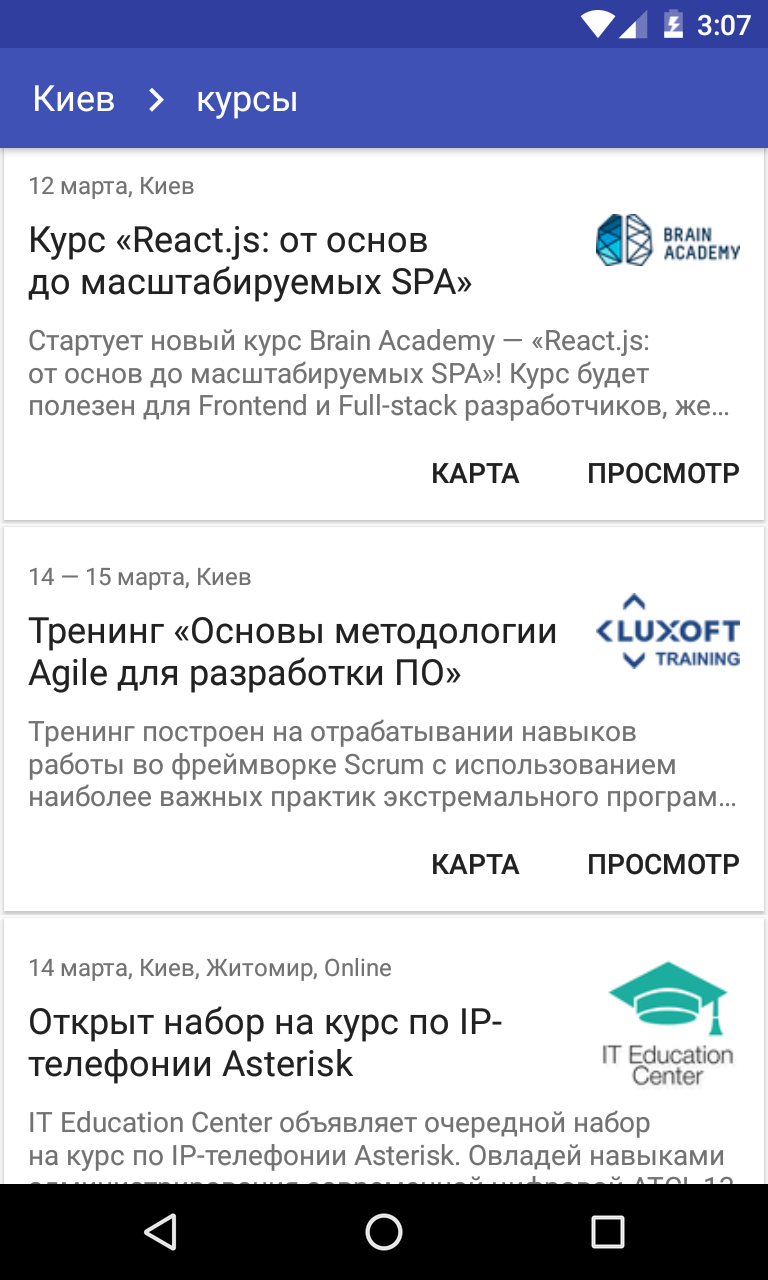 3:07
Киев > курсы
12 марта, Киев
Курс «React.js: от основ
до масштабируемых SPA»
BRAIN
ACADEMY
Стартует новый курс Brain Academy — «React.js:
от основ до масштабируемых SPA»! Курс будет
полезен для Frontend и Full-stack разработчиков, же…
КАРТА ПРОСМОТР
14 — 15 марта, Киев
Тренинг «Основы методологии
Agile для разработки ПО»
LUXOFT
TRAINING
Тренинг построен на отрабатывании навыков
работы во фреймворке Scrum с использованием
наиболее важных практик экстремального програм…
КАРТА ПРОСМОТР
14 марта, Киев, Житомир, Online
Открыт набор на курс по IP-
телефонии Asterisk
IT Education
Center
IT Education Center объявляет очередной набор
на курс по IP-телефонии Asterisk. Овладей навыками